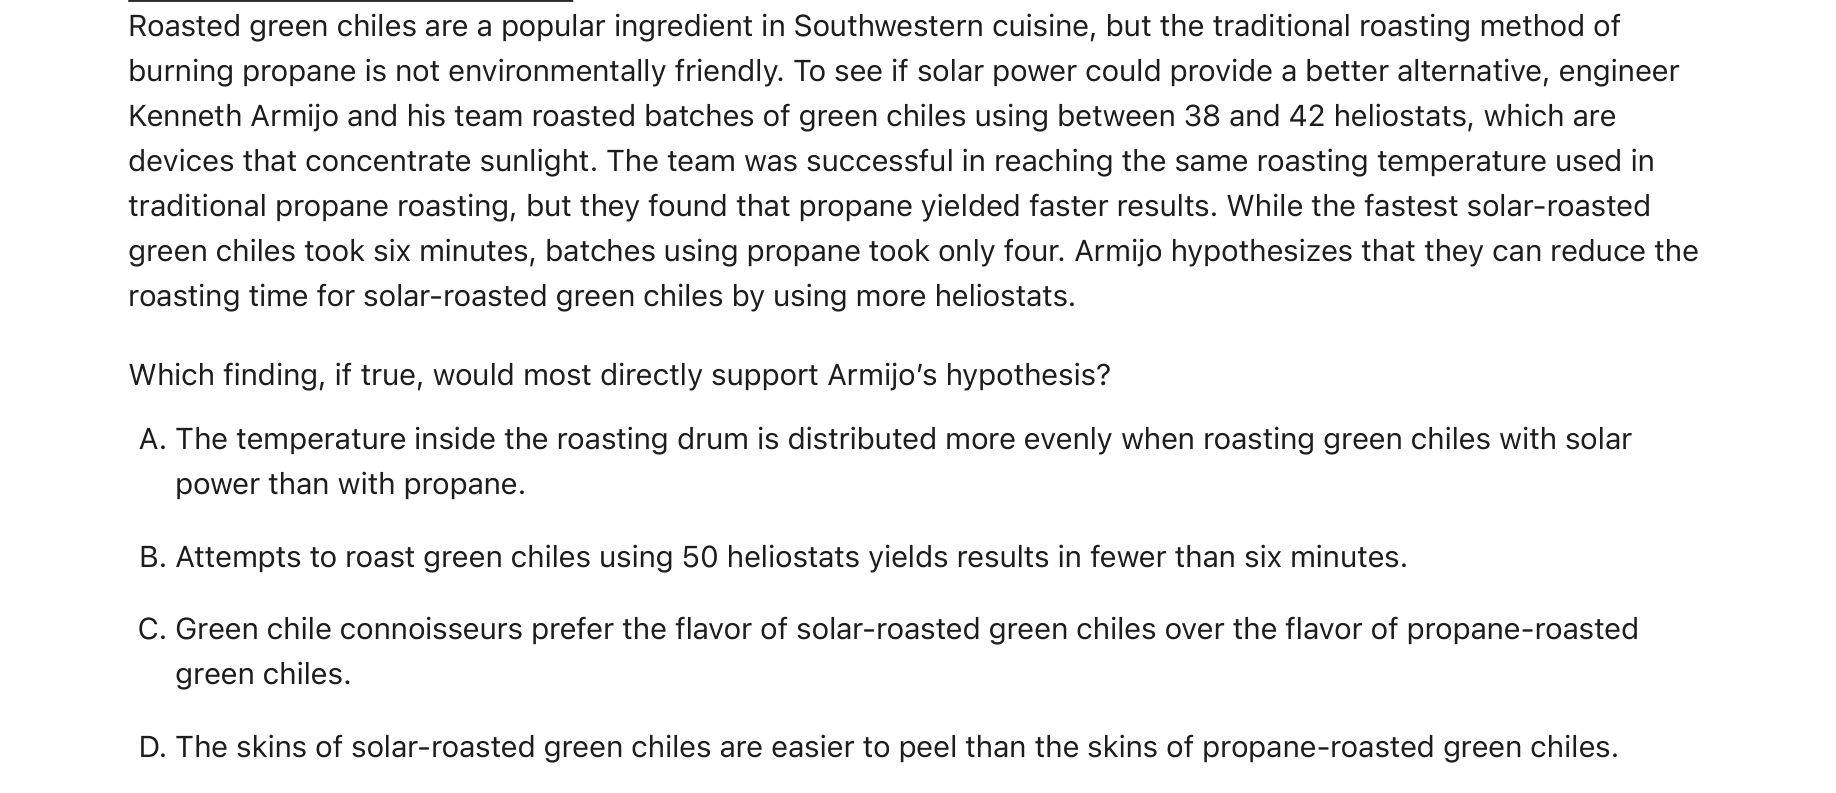 Roasted green chiles are a popular ingredient in Southwestern cuisine, but the traditional roasting method of
burning propane is not environmentally friendly. To see if solar power could provide a better alternative, engineer
Kenneth Armijo and his team roasted batches of green chiles using between 38 and 42 heliostats, which are
devices that concentrate sunlight. The team was successful in reaching the same roasting temperature used in
traditional propane roasting, but they found that propane yielded faster results. While the fastest solar-roasted
green chiles took six minutes, batches using propane took only four. Armijo hypothesizes that they can reduce the
roasting time for solar-roasted green chiles by using more heliostats.
Which finding, if true, would most directly support Armijo’s hypothesis?
A. The temperature inside the roasting drum is distributed more evenly when roasting green chiles with solar
power than with propane.
B. Attempts to roast green chiles using 50 heliostats yields results in fewer than six minutes.
C. Green chile connoisseurs prefer the flavor of solar-roasted green chiles over the flavor of propane-roasted
green chiles.
D. The skins of solar-roasted green chiles are easier to peel than the skins of propane-roasted green chiles.